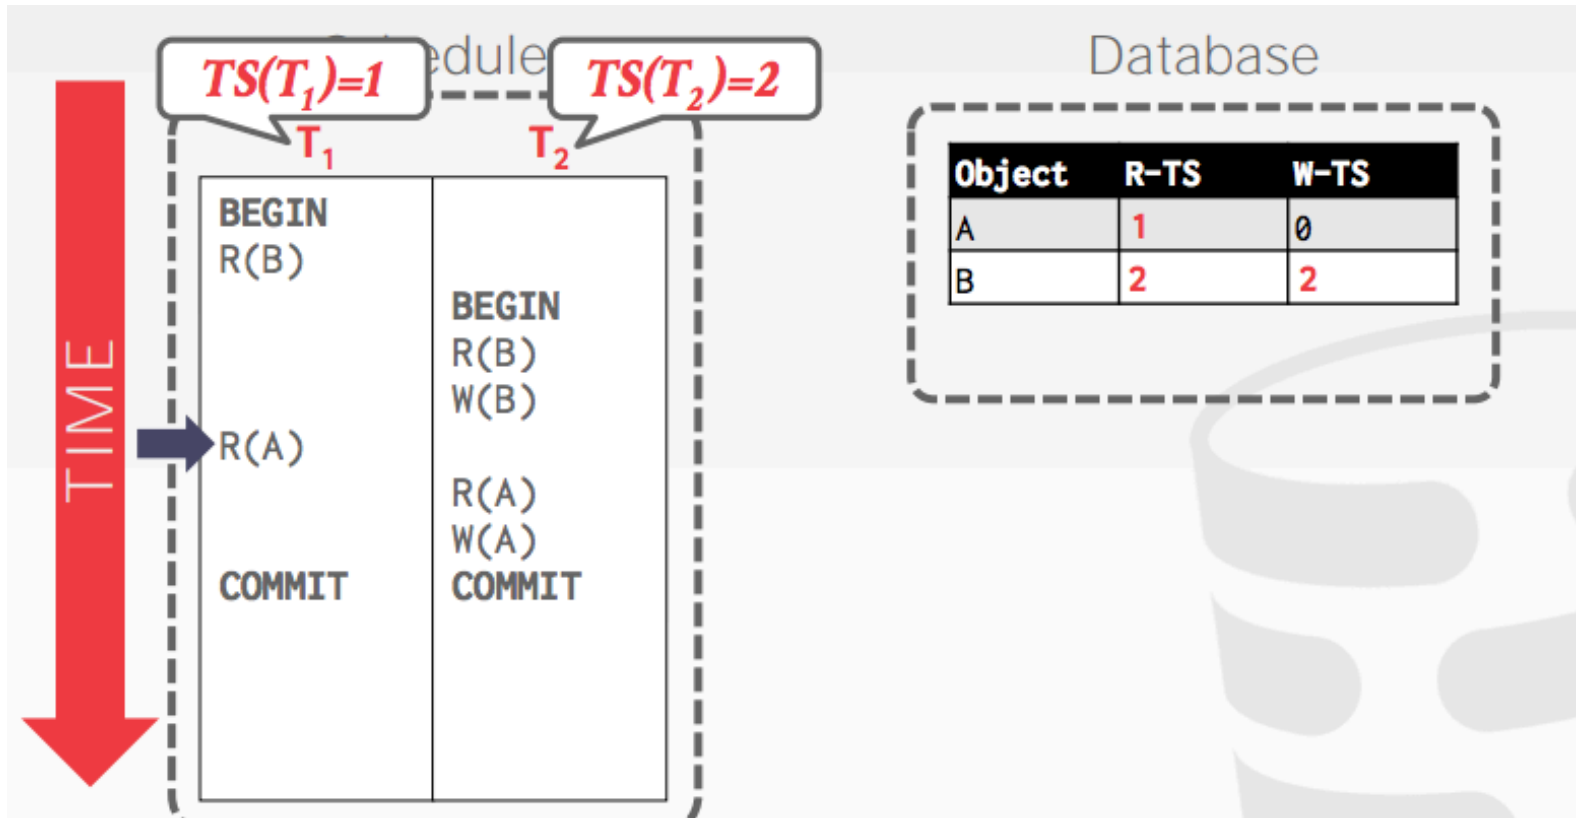 TS(T1)=1 edule TS(T2)=2
Database
T1 T2
BEGIN
R(B)
BEGIN
R(B)
W(B)
R(A)
R(A)
W(A)
COMMIT COMMIT
TIME
Object R-TS W-TS
A 1 0
B 2 2